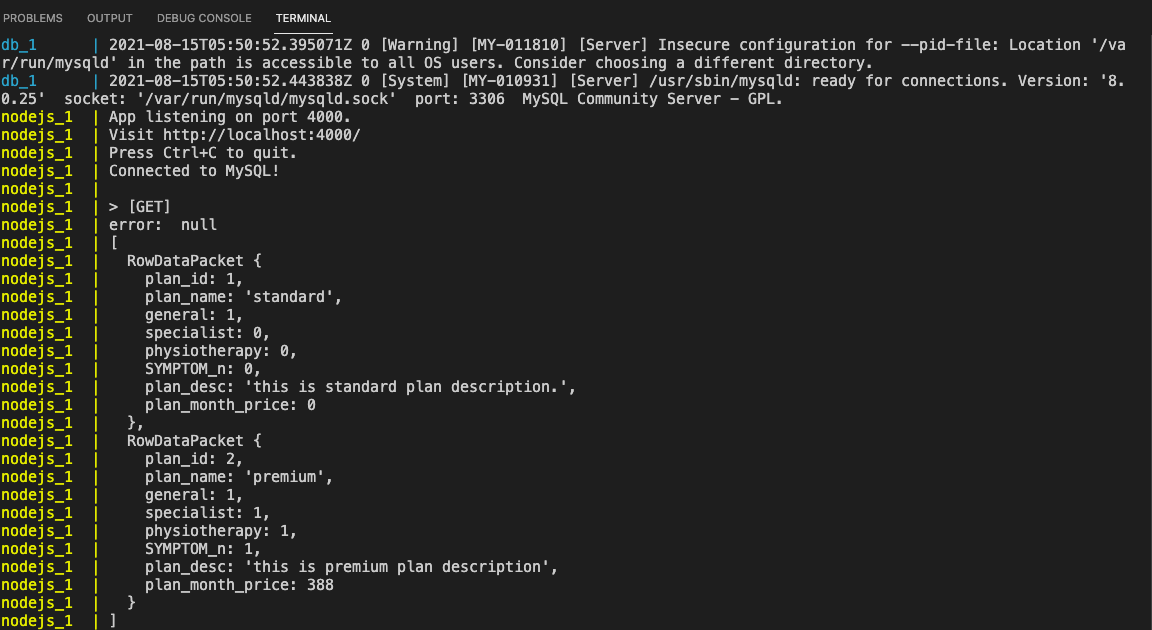 PROBLEMS OUTPUT DEBUG CONSOLE TERMINAL
db_1      | 2021-08-15T05:50:52.395071Z 0 [Warning] [MY-011810] [Server] Insecure configuration for --pid-file: Location '/va
r/run/mysqld' in the path is accessible to all OS users. Consider choosing a different directory.
db_1      | 2021-08-15T05:50:52.443838Z 0 [System] [MY-010931] [Server] /usr/sbin/mysqld: ready for connections. Version: '8.
0.25'  socket: '/var/run/mysqld/mysqld.sock'  port: 3306  MySQL Community Server - GPL.
nodejs_1  | App listening on port 4000.
nodejs_1  | Visit http://localhost:4000/
nodejs_1  | Press Ctrl+C to quit.
nodejs_1  | Connected to MySQL!
nodejs_1  |
nodejs_1  | > [GET]
nodejs_1  | error:  null
nodejs_1  | [
nodejs_1  |   RowDataPacket {
nodejs_1  |     plan_id: 1,
nodejs_1  |     plan_name: 'standard',
nodejs_1  |     general: 1,
nodejs_1  |     specialist: 0,
nodejs_1  |     physiotherapy: 0,
nodejs_1  |     SYMPTOM_n: 0,
nodejs_1  |     plan_desc: 'this is standard plan description.',
nodejs_1  |     plan_month_price: 0
nodejs_1  |   },
nodejs_1  |   RowDataPacket {
nodejs_1  |     plan_id: 2,
nodejs_1  |     plan_name: 'premium',
nodejs_1  |     general: 1,
nodejs_1  |     specialist: 1,
nodejs_1  |     physiotherapy: 1,
nodejs_1  |     SYMPTOM_n: 1,
nodejs_1  |     plan_desc: 'this is premium plan description',
nodejs_1  |     plan_month_price: 388
nodejs_1  |   }
nodejs_1  | ]